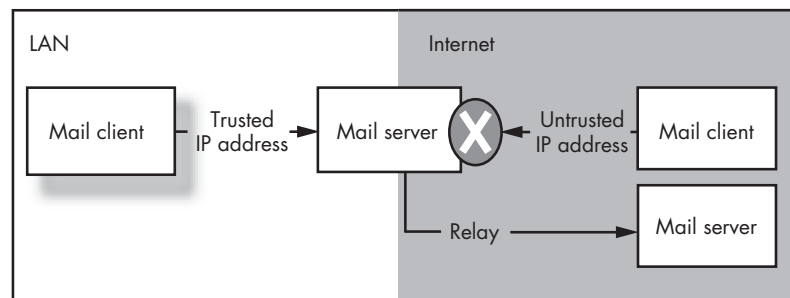 LAN
Internet
Mail client
Trusted
IP address
Mail server
X
Untrusted
IP address
Mail client
Relay
Mail server